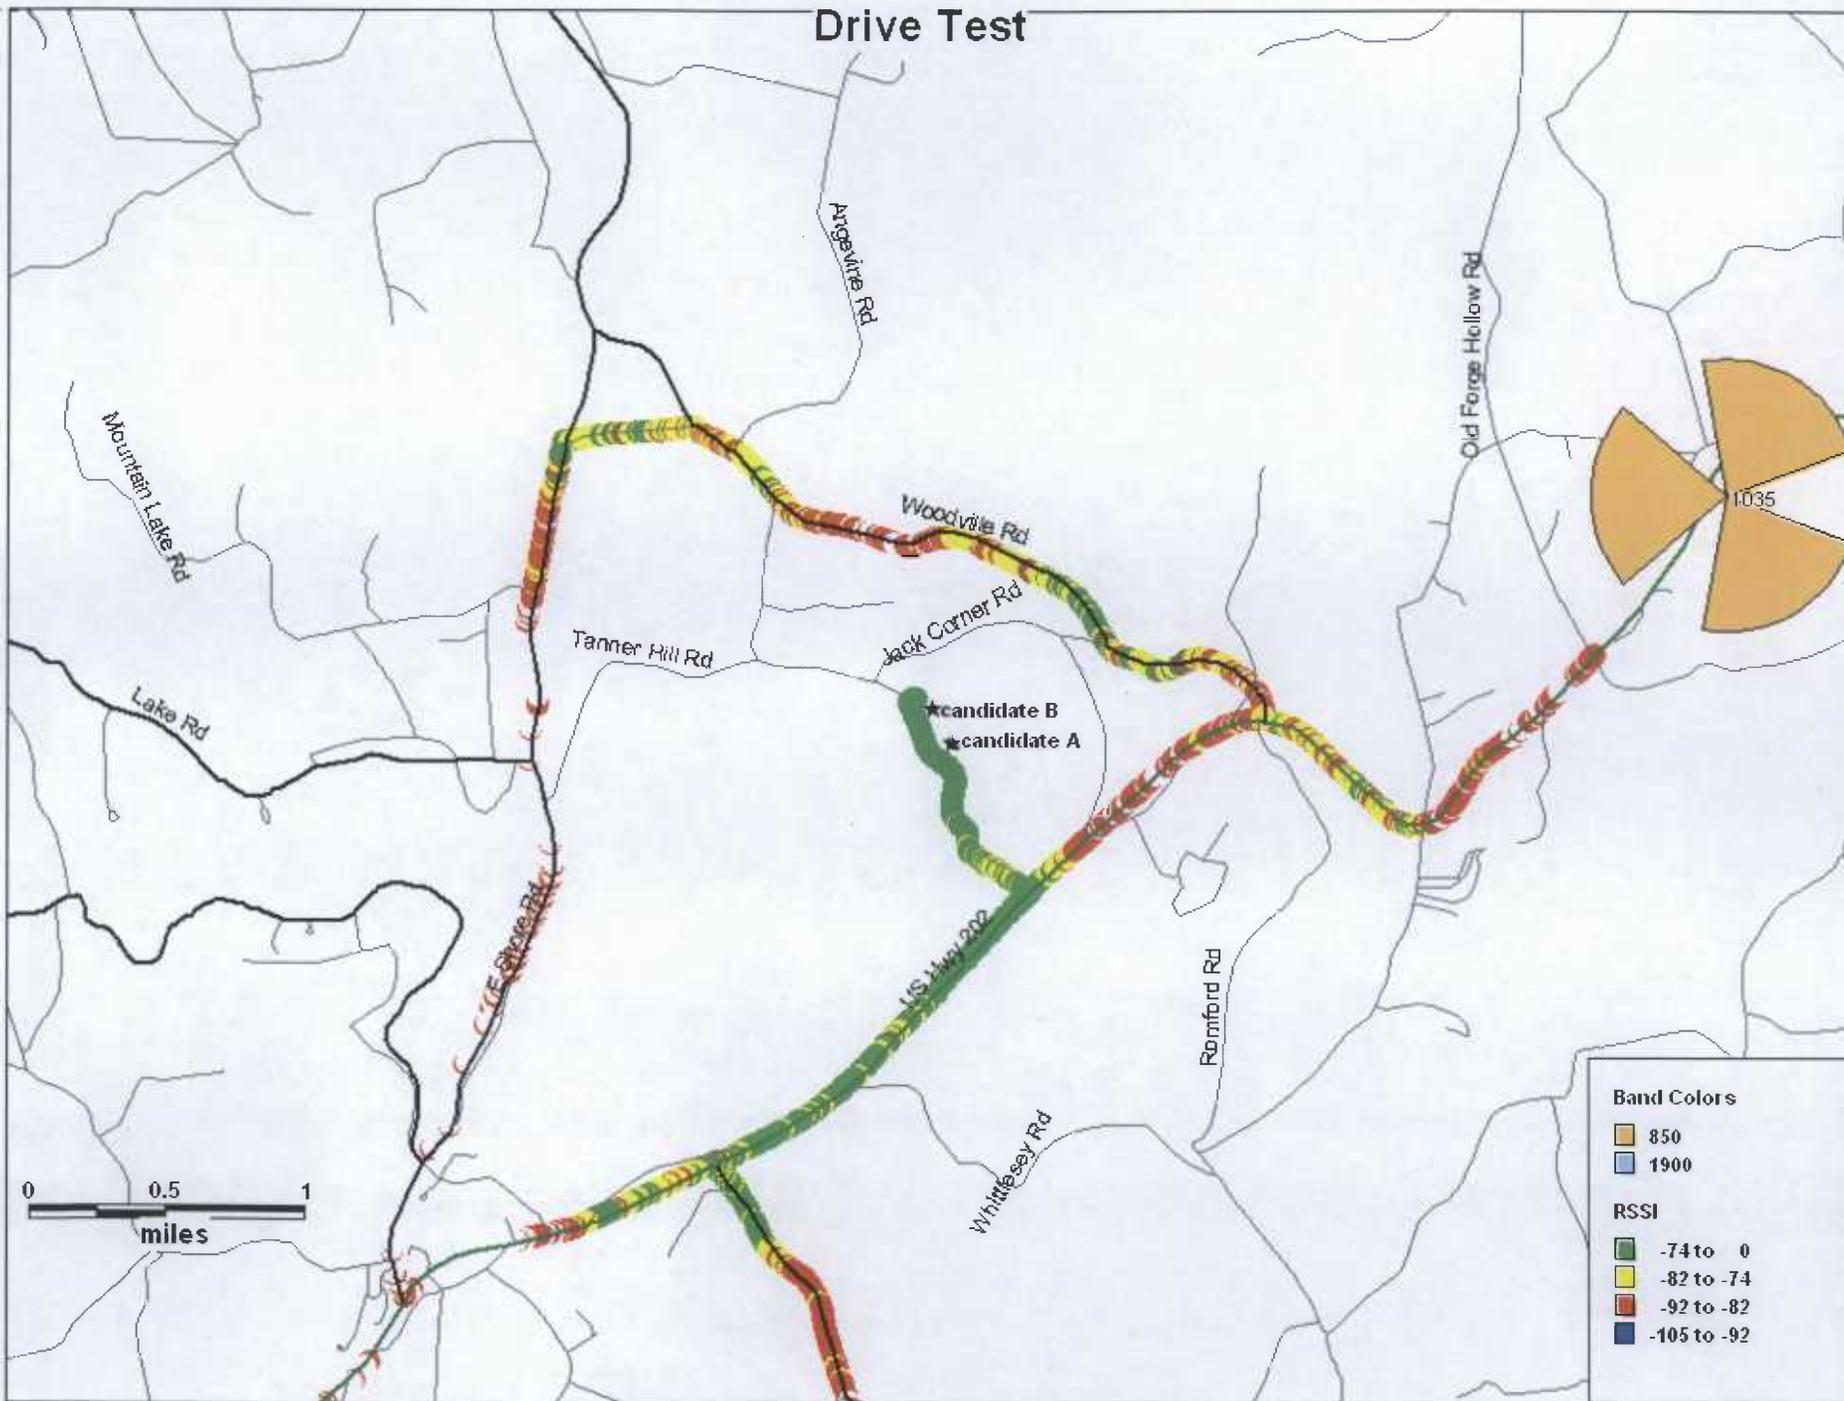 Drive Test
Angevine Rd
Old Forge Hollow Rd
Mountain Lake Rd
1035
Woodville Rd
Jack Corner Rd
Tanner Hill Rd
Lake Rd
candidate B
candidate A
E Shore Rd
US Hwy 202
Romford Rd
Whittlesey Rd
0 0.5 1
miles
Band Colors
850
1900
RSSI
-74 to 0
-82 to -74
-92 to -82
-105 to -92